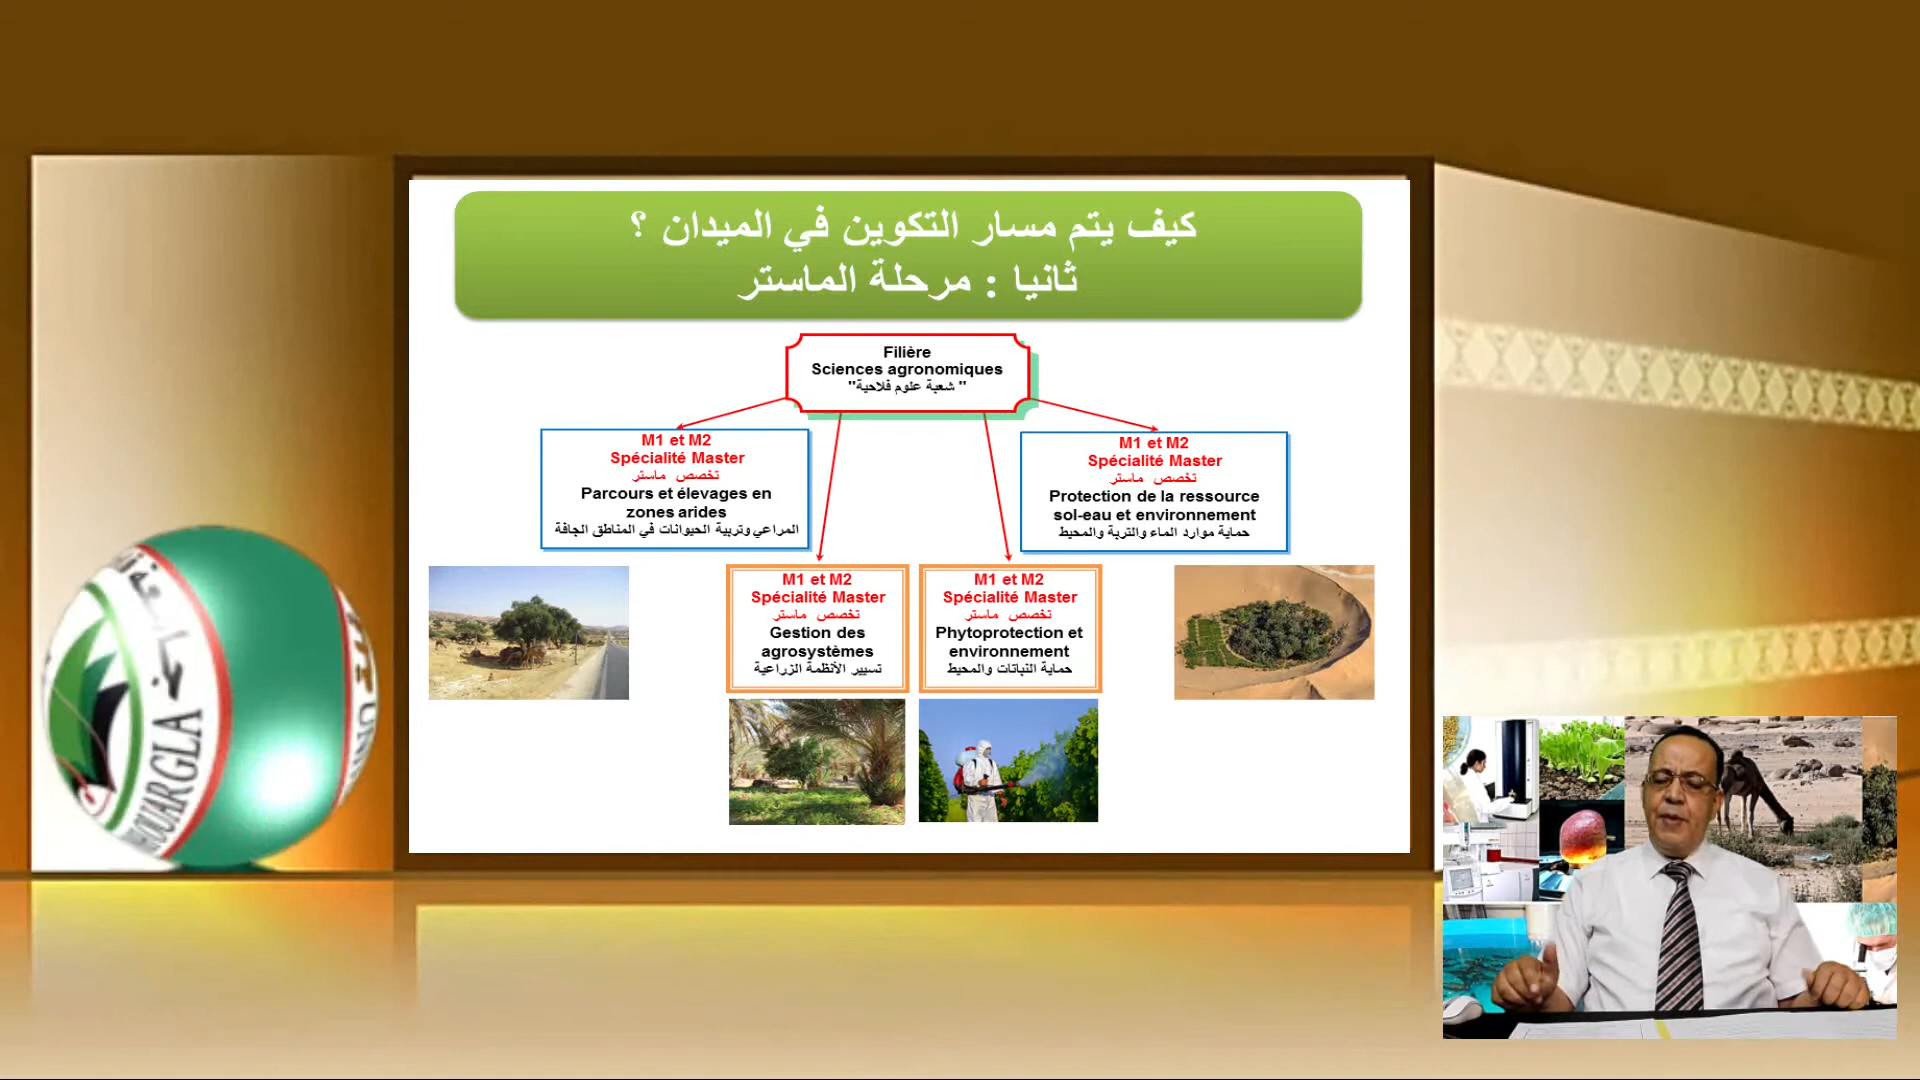 كيف يتم مسار التكوين في الميدان ؟
ثانيا : مرحلة الماستر
Filière
Sciences agronomiques
" شعبة علوم فلاحية"
M1 et M2
Spécialité Master
تخصص ماستر
Parcours et élevages en
zones arides
المراعي وتربية الحيوانات في المناطق الجافة
M1 et M2
Spécialité Master
تخصص ماستر
Protection de la ressource
sol-eau et environnement
حماية موارد الماء والتربة والمحيط
M1 et M2
Spécialité Master
تخصص ماستر
Gestion des
agrosystèmes
تسيير الأنظمة الزراعية
M1 et M2
Spécialité Master
تخصص ماستر
Phytoprotection et
environnement
حماية النباتات والمحيط
OUARGLA